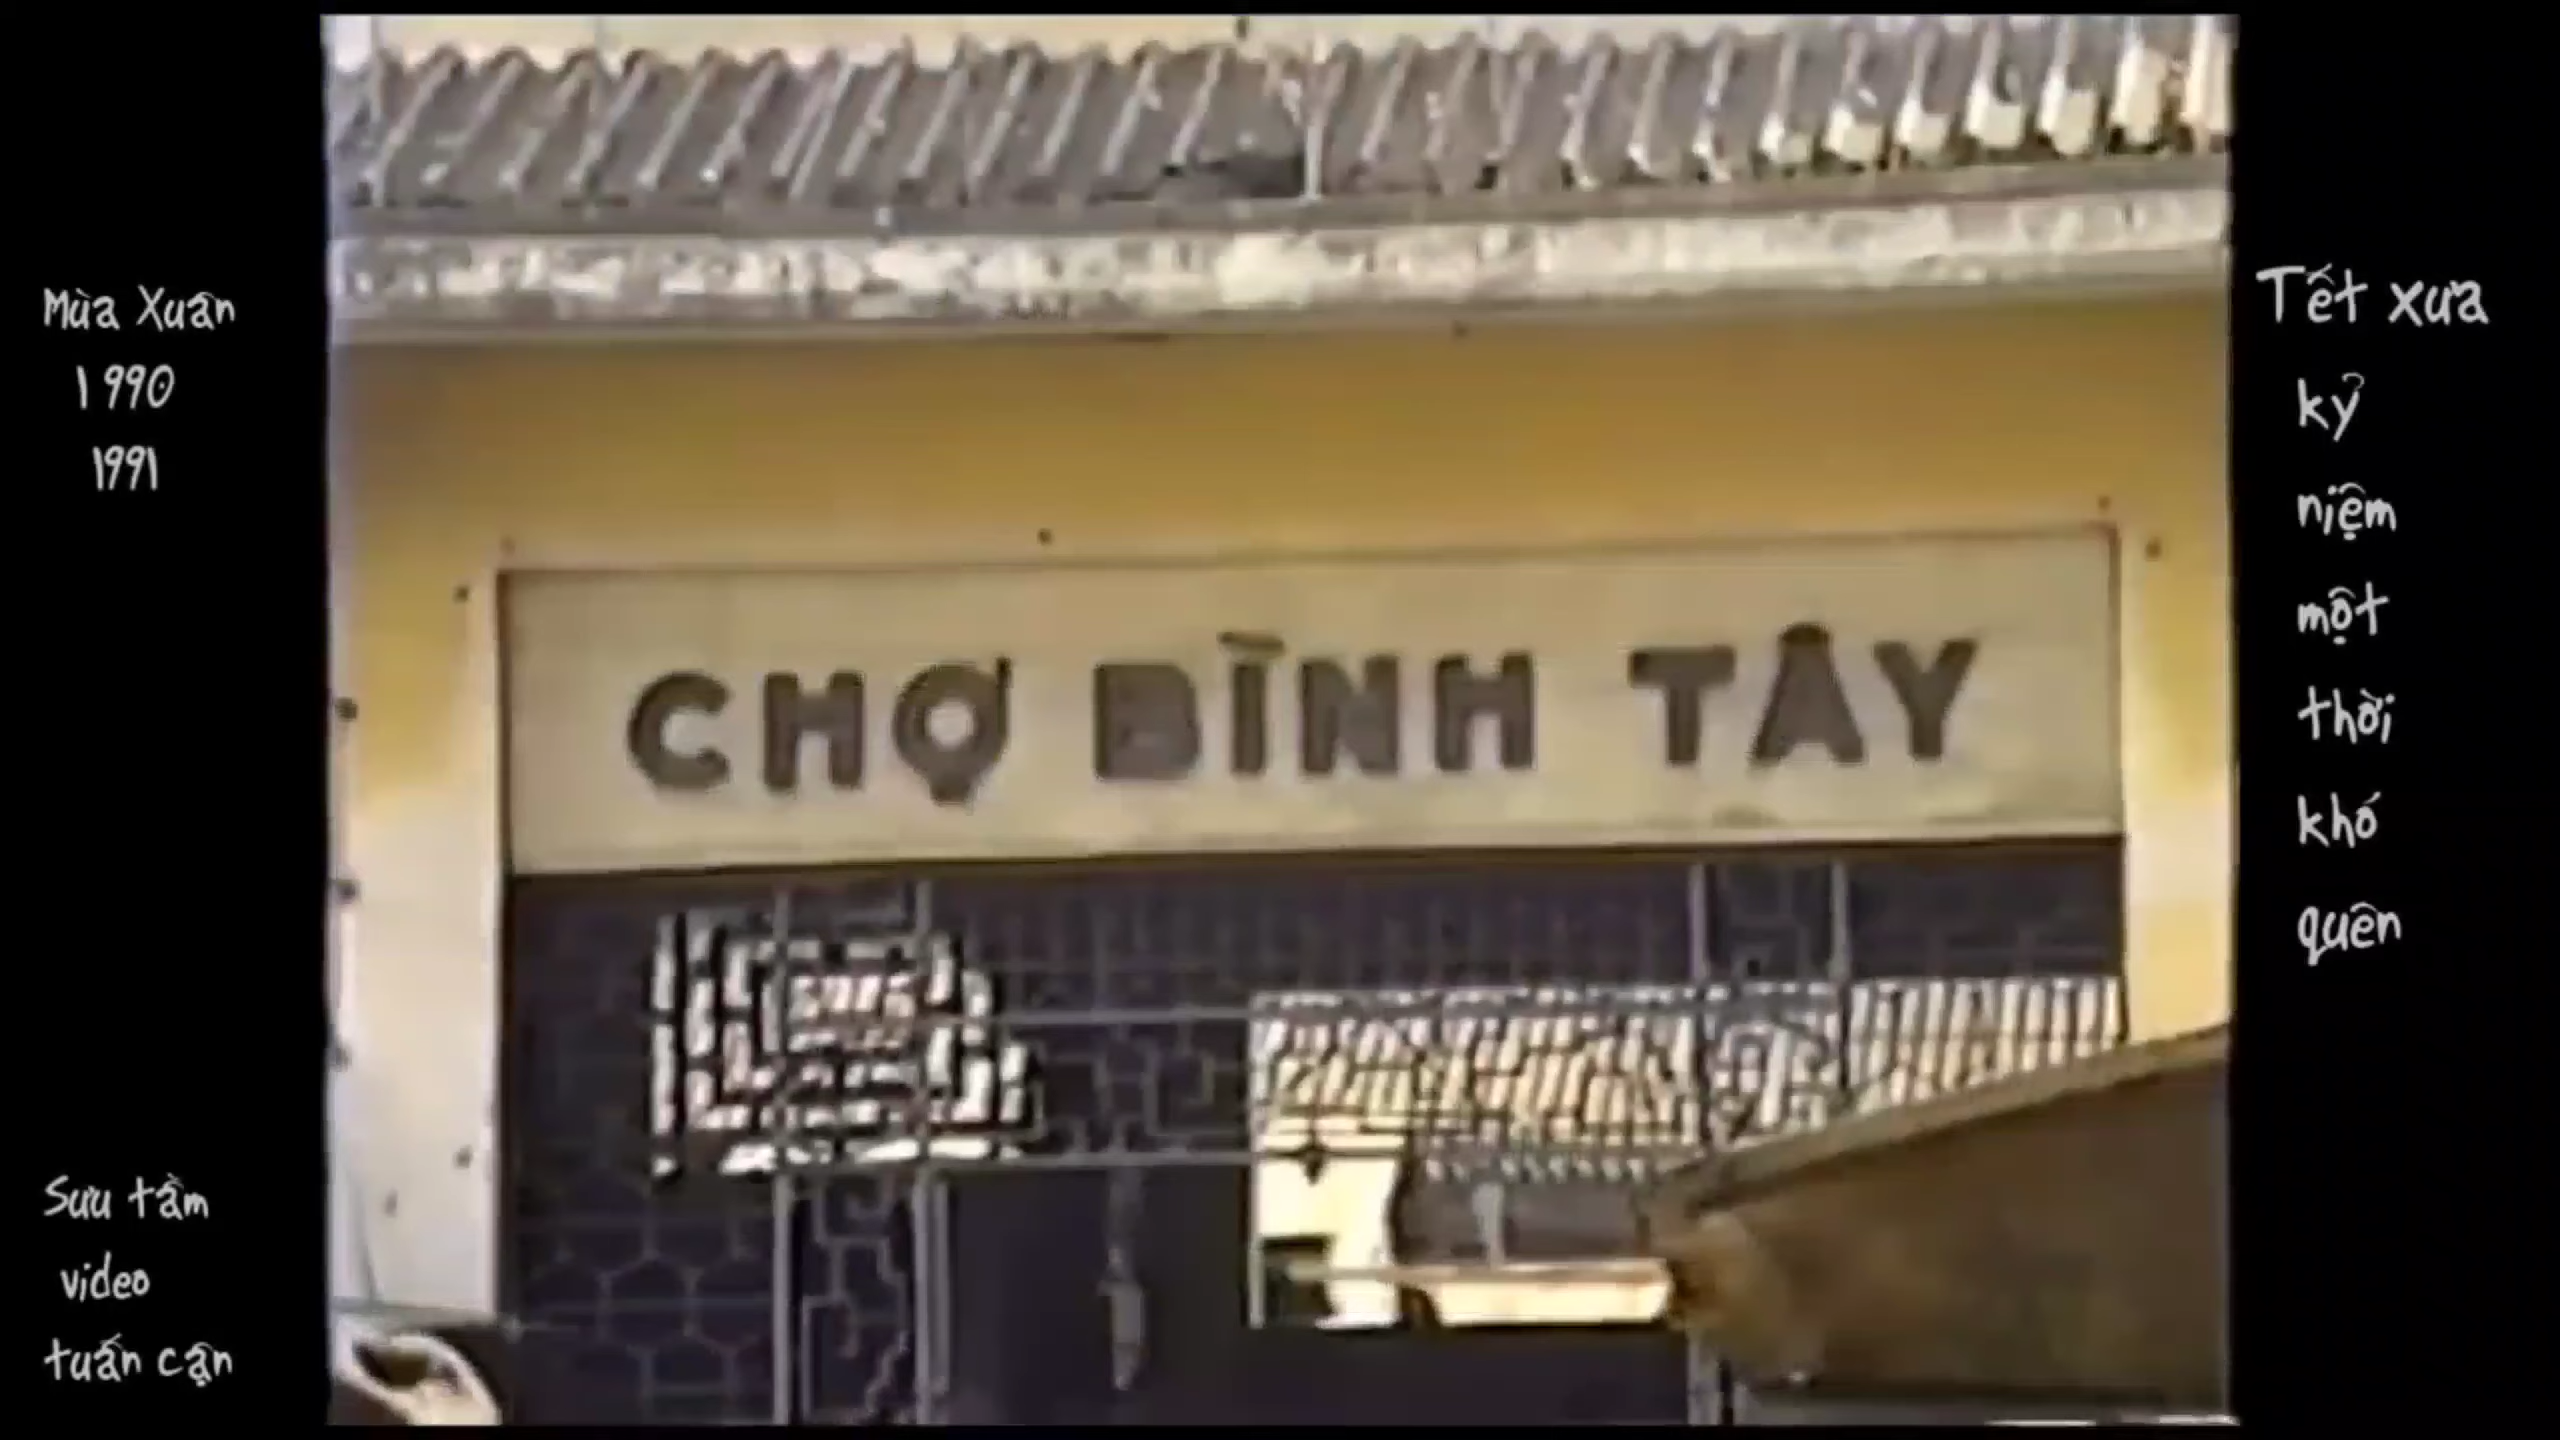 Mùa Xuân
1990
1991
CHỢ BÌNH TÂY
Tết xưa
kỷ
niệm
một
thời
khó
quên
Sưu tầm
video
tuấn cận